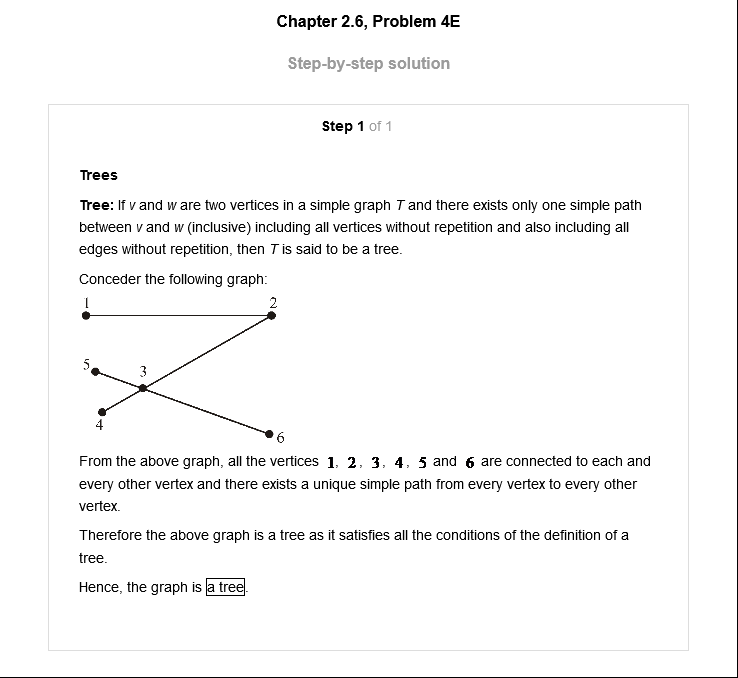 Chapter 2.6, Problem 4E
Step-by-step solution
Step 1 of 1
Trees
Tree: If v and w are two vertices in a simple graph T and there exists only one simple path
between v and w (inclusive) including all vertices without repetition and also including all
edges without repetition, then T is said to be a tree.
Conceder the following graph:
1 2
5 3
4
6
From the above graph, all the vertices 1, 2, 3, 4, 5 and 6 are connected to each and
every other vertex and there exists a unique simple path from every vertex to every other
vertex.
Therefore the above graph is a tree as it satisfies all the conditions of the definition of a
tree.
Hence, the graph is a tree.